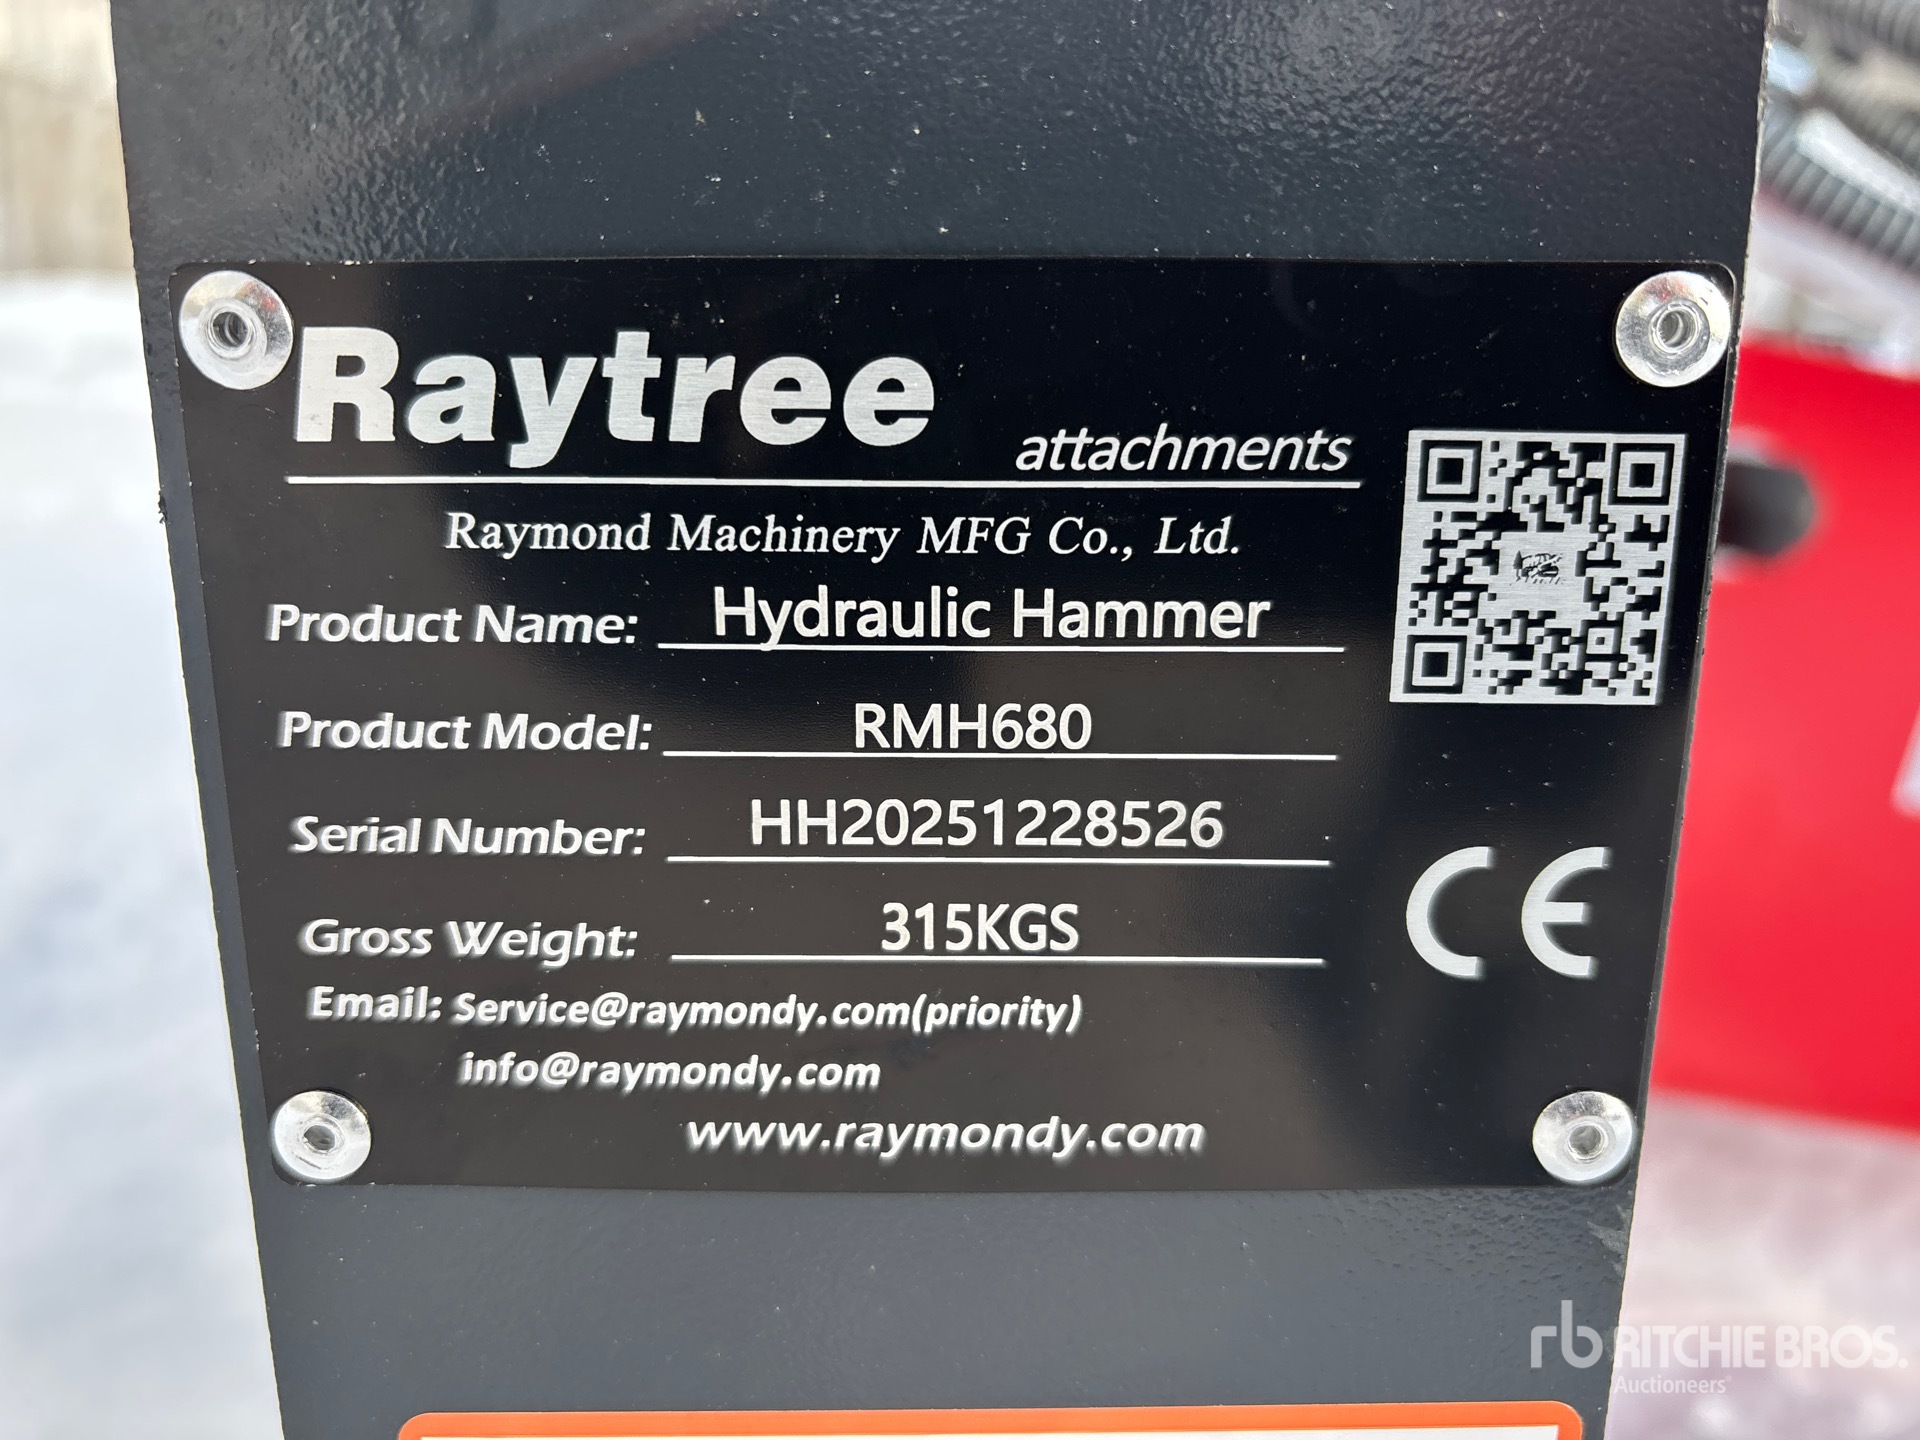 Raytree
attachments
Raymond Machinery MFG Co., Ltd.
Product Name: Hydraulic Hammer
Product Model: RMH680
Serial Number: HH20251228526
Gross Weight: 315KGS
CE
Email: Service@raymondy.com(priority)
info@raymondy.com
www.raymondy.com
rb RITCHIE BROS.
Auctioneers